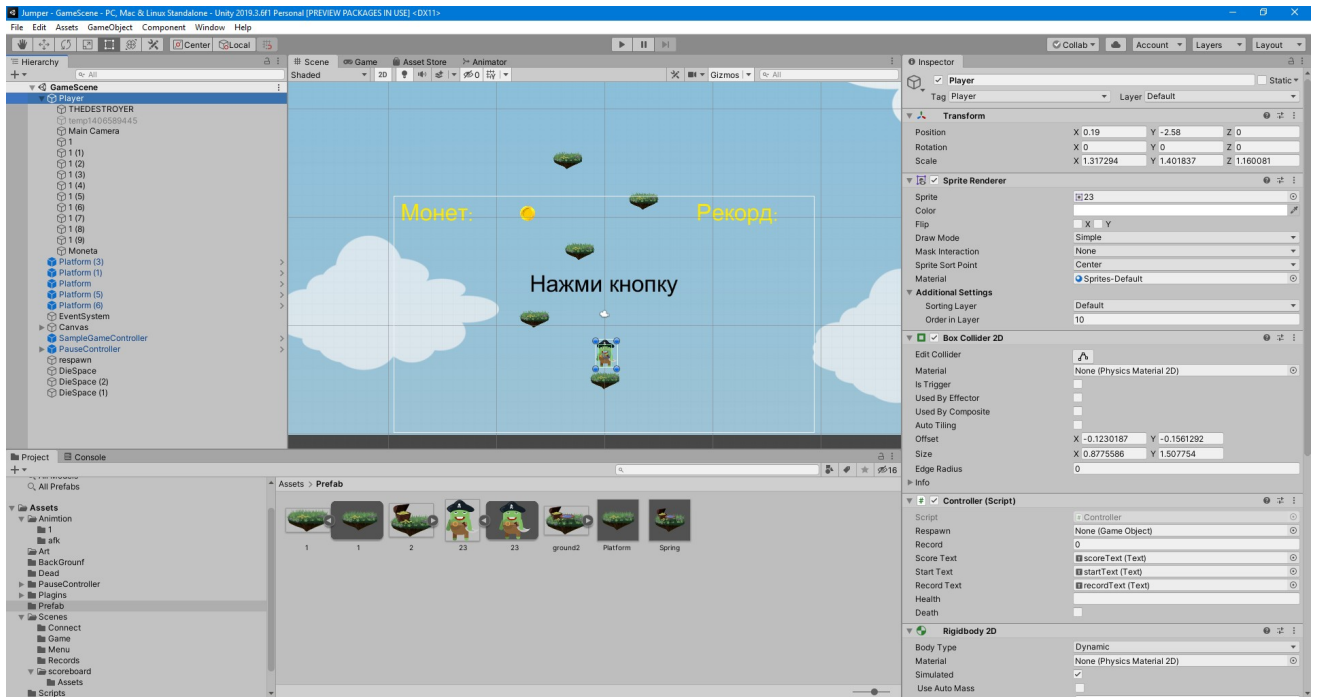 Jumper - GameScene - PC, Mac & Linux Standalone - Unity 2019.3.6f1 Personal [PREVIEW PACKAGES IN USE] <DX11>
File Edit Assets GameObject Component Window Help
Center Local Collab Account Layers Layout
Hierarchy
All
GameScene
Player
THEDESTROYER
temp1406589445
Main Camera
1
1 (1)
1 (2)
1 (3)
1 (4)
1 (5)
1 (6)
1 (7)
1 (8)
1 (9)
Moneta
Platform (3)
Platform (1)
Platform
Platform (5)
Platform (6)
EventSystem
Canvas
SampleGameController
PauseController
respawn
DieSpace
DieSpace (2)
DieSpace (1)
Scene Game Asset Store Animator
Shaded 2D 0 Gizmos All
Монет: Рекорд:
Нажми кнопку
Inspector
Player Static
Tag Player Layer Default
Transform
Position X 0.19 Y -2.58 Z 0
Rotation X 0 Y 0 Z 0
Scale X 1.317294 Y 1.401837 Z 1.160081
Sprite Renderer
Sprite 23
Color
Flip X Y
Draw Mode Simple
Mask Interaction None
Sprite Sort Point Center
Material Sprites-Default
Additional Settings
Sorting Layer Default
Order in Layer 10
Box Collider 2D
Edit Collider
Material None (Physics Material 2D)
Is Trigger
Used By Effector
Used By Composite
Auto Tiling
Offset X -0.1230187 Y -0.1561292
Size X 0.8775586 Y 1.507754
Edge Radius 0
Info
Controller (Script)
Script Controller
Respawn None (Game Object)
Record 0
Score Text scoreText (Text)
Start Text startText (Text)
Record Text recordText (Text)
Health
Death
Rigidbody 2D
Body Type Dynamic
Material None (Physics Material 2D)
Simulated
Use Auto Mass
Project Console
16
All Prefabs
Assets
Animtion
1
afk
Art
BackGrounf
Dead
PauseController
Plagins
Prefab
Scenes
Connect
Game
Menu
Records
scoreboard
Assets
Scripts
Assets > Prefab
1 1 2 23 23 ground2 Platform Spring